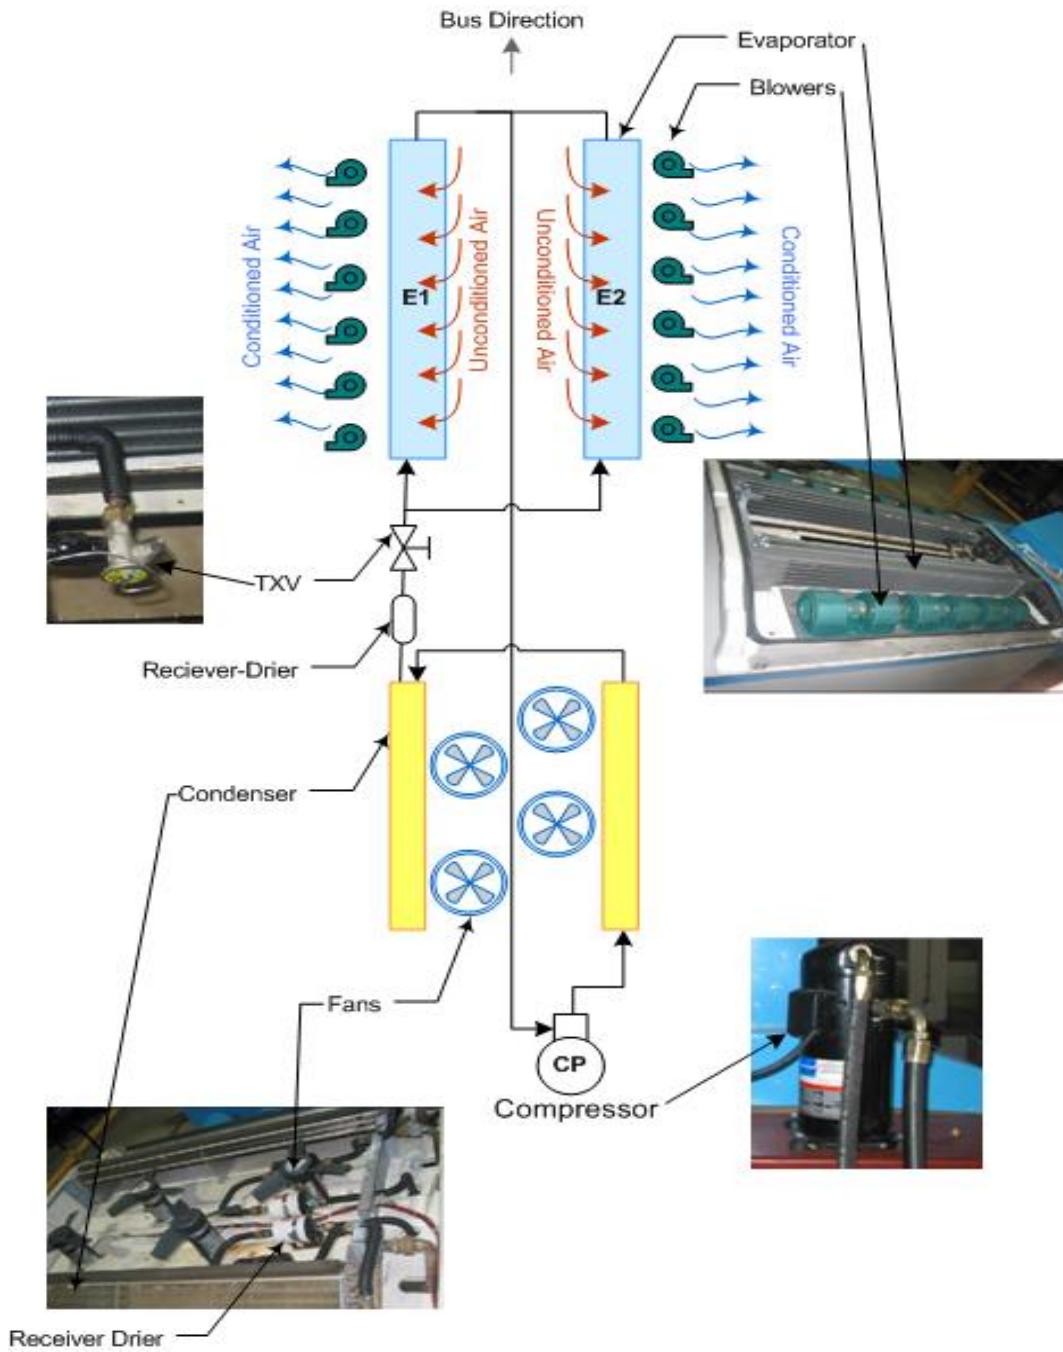 Bus Direction
Evaporator
Blowers
Conditioned Air
E1
Unconditioned Air
Unconditioned Air
E2
Conditioned Air
TXV
Reciever-Drier
Condenser
Fans
CP
Compressor
Receiver Drier